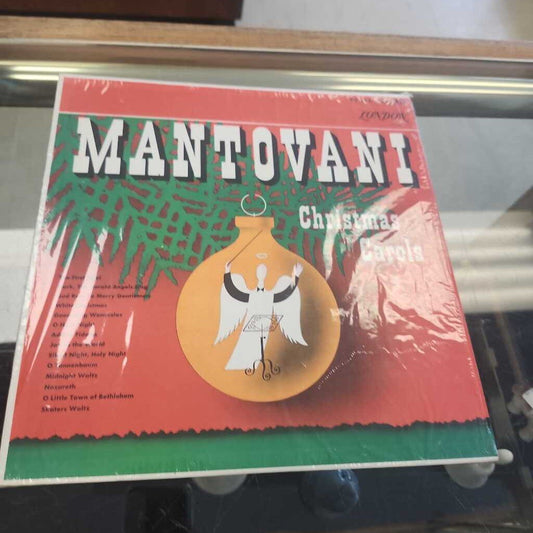 LONDON
MANTOVANI
Christmas
Carols
The First
Hark, The Herald Angels Sing
God Rest Merry Gentlemen
White Christmas
Good King Wenceslas
O Holy Night
Adeste Fideles
Joy to the World
Silent Night, Holy Night
O Tannenbaum
Midnight Waltz
Nazareth
O Little Town of Bethlehem
Skaters Waltz